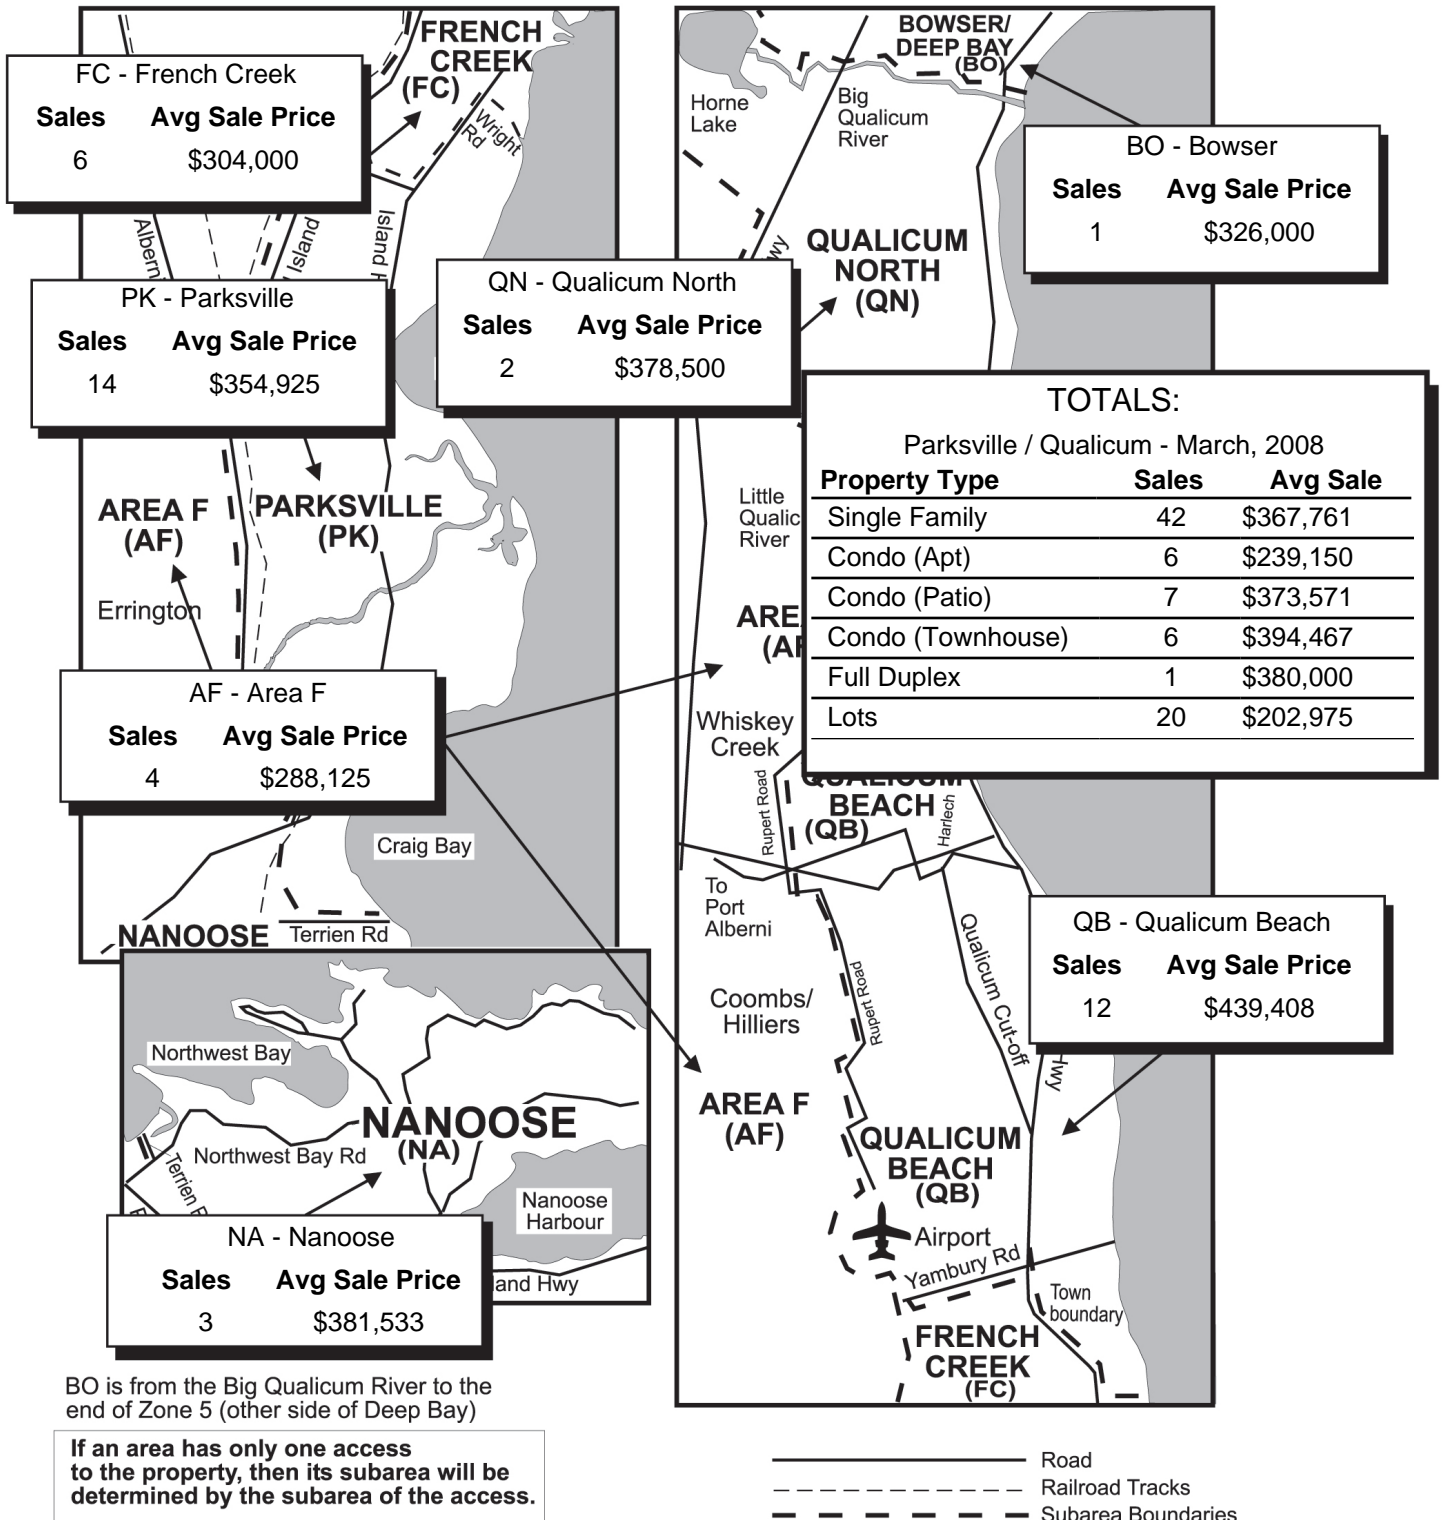 FRENCH
CREEK
(FC)
Wright
Rd
FC - French Creek
Sales Avg Sale Price
6 $304,000
Island
PK - Parksville
Sales Avg Sale Price
14 $354,925
AREA F
(AF)
PARKSVILLE
(PK)
Errington
AF - Area F
Sales Avg Sale Price
4 $288,125
Craig Bay
NANOOSE
Terrien Rd
Northwest Bay
NANOOSE
(NA)
Northwest Bay Rd
Terrien
Nanoose
Harbour
NA - Nanoose
Sales Avg Sale Price
3 $381,533
Hwy
BO is from the Big Qualicum River to the
end of Zone 5 (other side of Deep Bay)
If an area has only one access
to the property, then its subarea will be
determined by the subarea of the access.
BOWSER/
DEEP BAY
(BO)
Horne
Lake
Big
Qualicum
River
BO - Bowser
Sales Avg Sale Price
1 $326,000
QUALICUM
NORTH
(QN)
QN - Qualicum North
Sales Avg Sale Price
2 $378,500
TOTALS:
Parksville / Qualicum - March, 2008
Property Type Sales Avg Sale
Single Family 42 $367,761
Condo (Apt) 6 $239,150
Condo (Patio) 7 $373,571
Condo (Townhouse) 6 $394,467
Full Duplex 1 $380,000
Lots 20 $202,975
Little
Qualic
River
Whiskey
Creek
Rupert Road
QUALICUM
BEACH
(QB)
Harlech
To
Port
Alberni
Qualicum Cut-off
QB - Qualicum Beach
Sales Avg Sale Price
12 $439,408
Hwy
Coombs/
Hilliers
Rupert Road
AREA F
(AF)
QUALICUM
BEACH
(QB)
Airport
Yambury Rd
Town
boundary
FRENCH
CREEK
(FC)
Road
Railroad Tracks
Subarea Boundaries